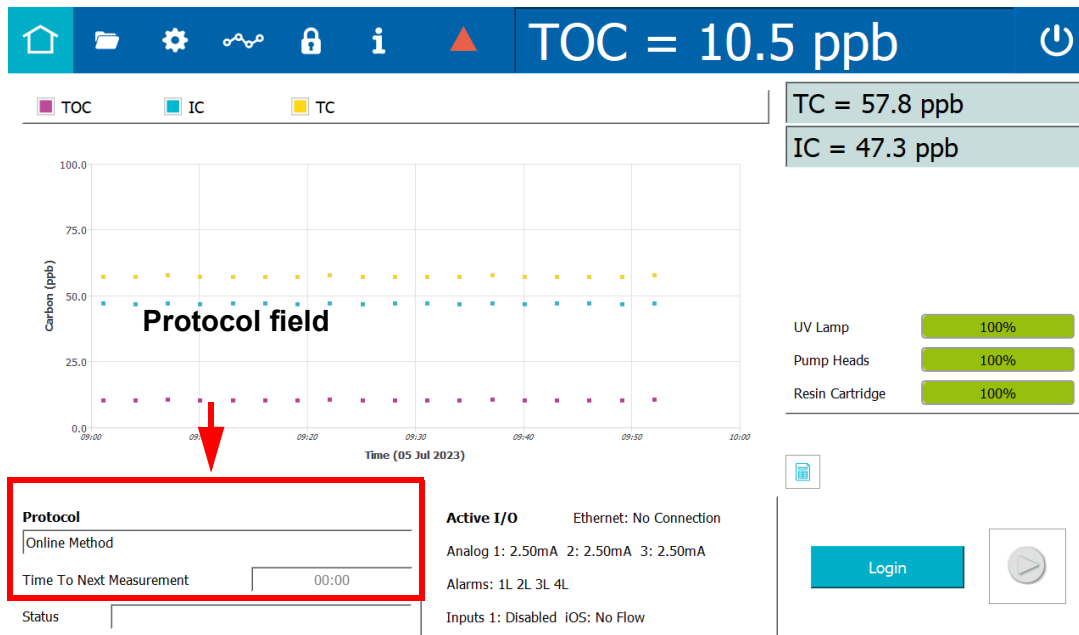 TOC = 10.5 ppb
TOC IC TC
TC = 57.8 ppb
IC = 47.3 ppb
100.0
75.0
50.0
25.0
0.0
Carbon (ppb)
Protocol field
09:00 09:20 09:30 09:40 09:50 10:00
Time (05 Jul 2023)
UV Lamp 100%
Pump Heads 100%
Resin Cartridge 100%
Protocol
Online Method
Time To Next Measurement 00:00
Status
Active I/O Ethernet: No Connection
Analog 1: 2.50mA 2: 2.50mA 3: 2.50mA
Alarms: 1L 2L 3L 4L
Inputs 1: Disabled iOS: No Flow
Login